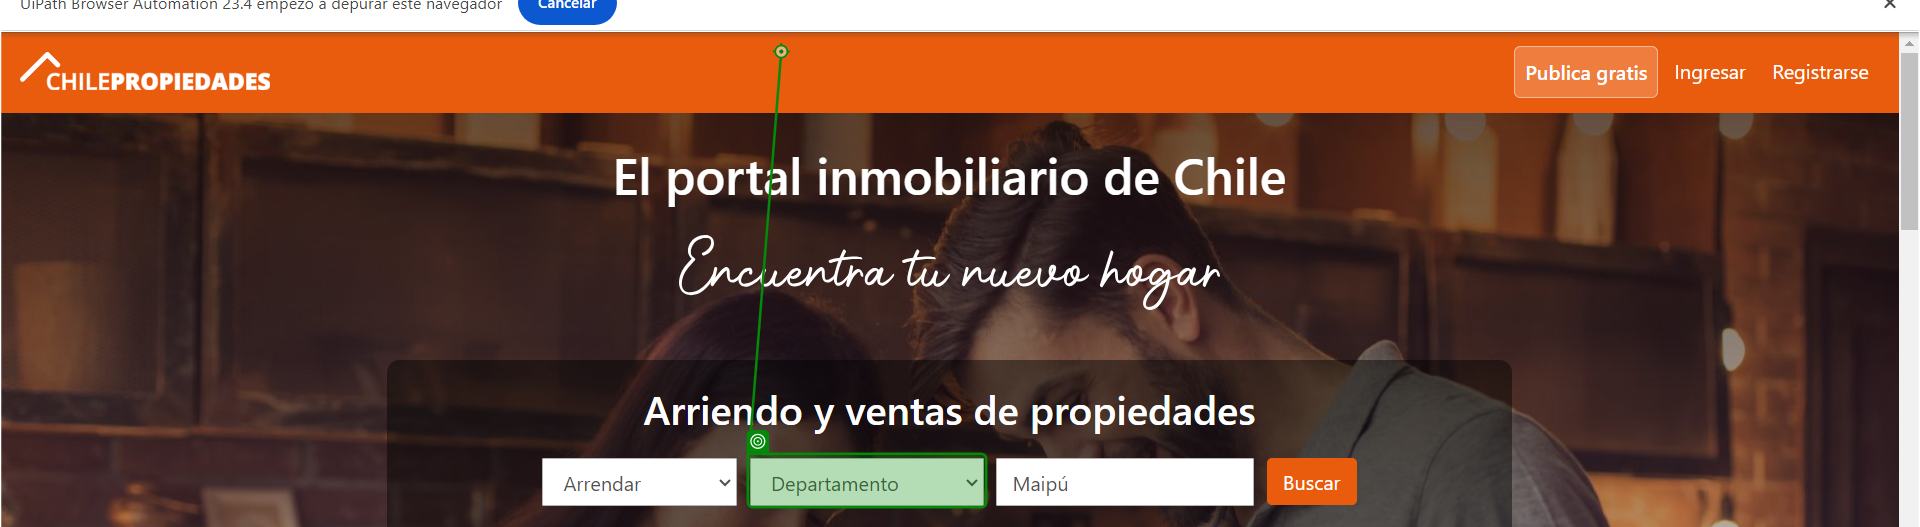 UiPath Browser Automation 23.4 empezó a depurar este navegador Cancelar
CHILEPROPIEDADES Publica gratis Ingresar Registrarse
El portal inmobiliario de Chile
Encuentra tu nuevo hogar
Arriendo y ventas de propiedades
Arrendar Departamento Maipú Buscar